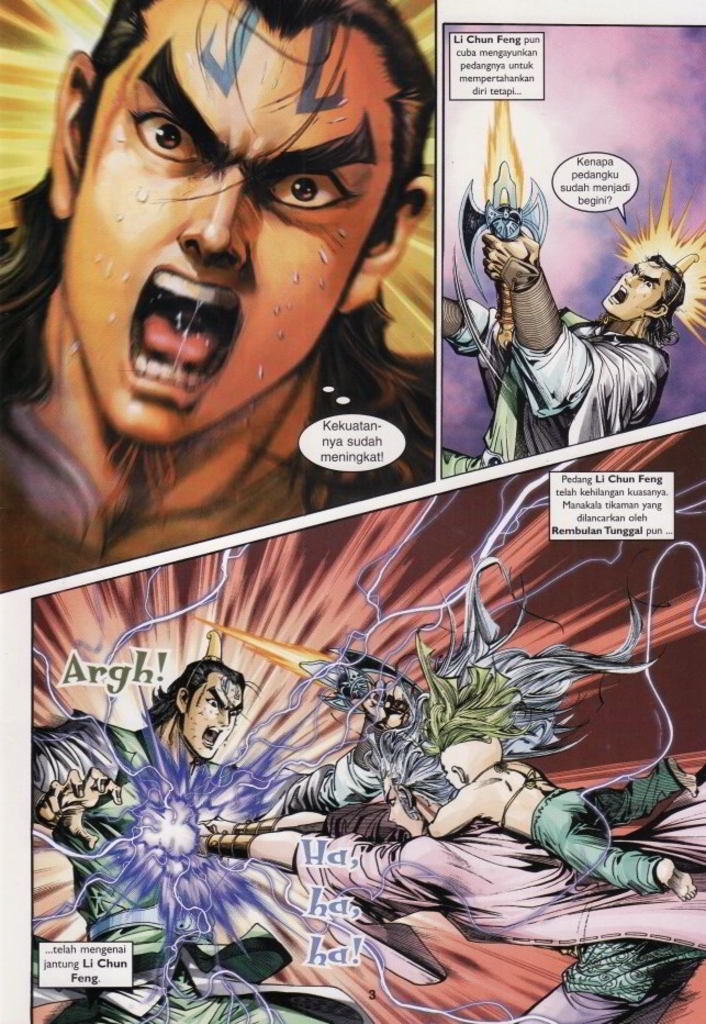 Kekuatan-
nya sudah
meningkat!
Li Chun Feng pun
cuba mengayunkan
pedangnya untuk
mempertahankan
diri tetapi...
Kenapa
pedangku
sudah menjadi
begini?
Pedang Li Chun Feng
telah kehilangan kuasanya.
Manakala tikaman yang
dilancarkan oleh
Rembulan Tunggal pun ...
Argh!
Ha,
ha,
ha!
...telah mengenai
jantung Li Chun
Feng.
3